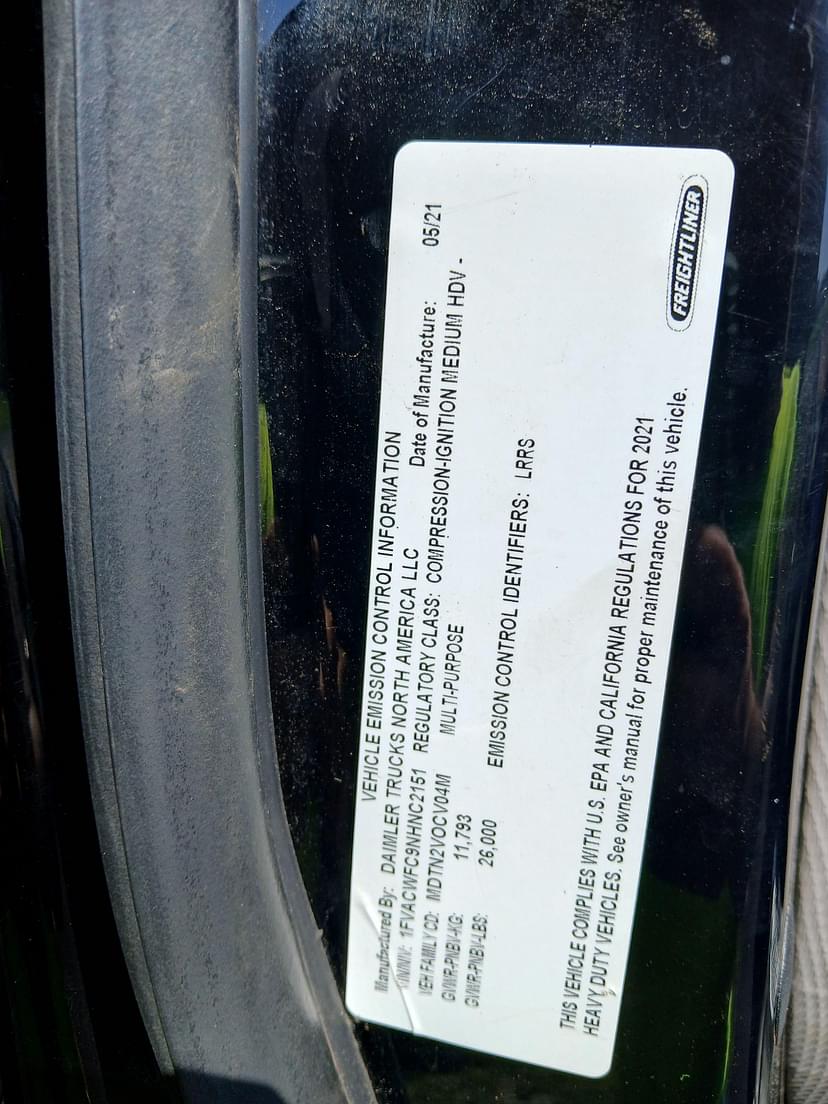 VEHICLE EMISSION CONTROL INFORMATION
Manufactured By: DAIMLER TRUCKS NORTH AMERICA LLC Date of Manufacture: 05/21
VIN/NIV: 1FVACWFC9NHNC2151 REGULATORY CLASS: COMPRESSION-IGNITION MEDIUM HDV -
VEH FAMILY CD: MDTN2VOCV04M MULTI-PURPOSE
GVWR-PNBV-KG: 11,793
GVWR-PNBV-LBS: 26,000
EMISSION CONTROL IDENTIFIERS: LRRS
THIS VEHICLE COMPLIES WITH U.S. EPA AND CALIFORNIA REGULATIONS FOR 2021
HEAVY DUTY VEHICLES. See owner's manual for proper maintenance of this vehicle.
FREIGHTLINER